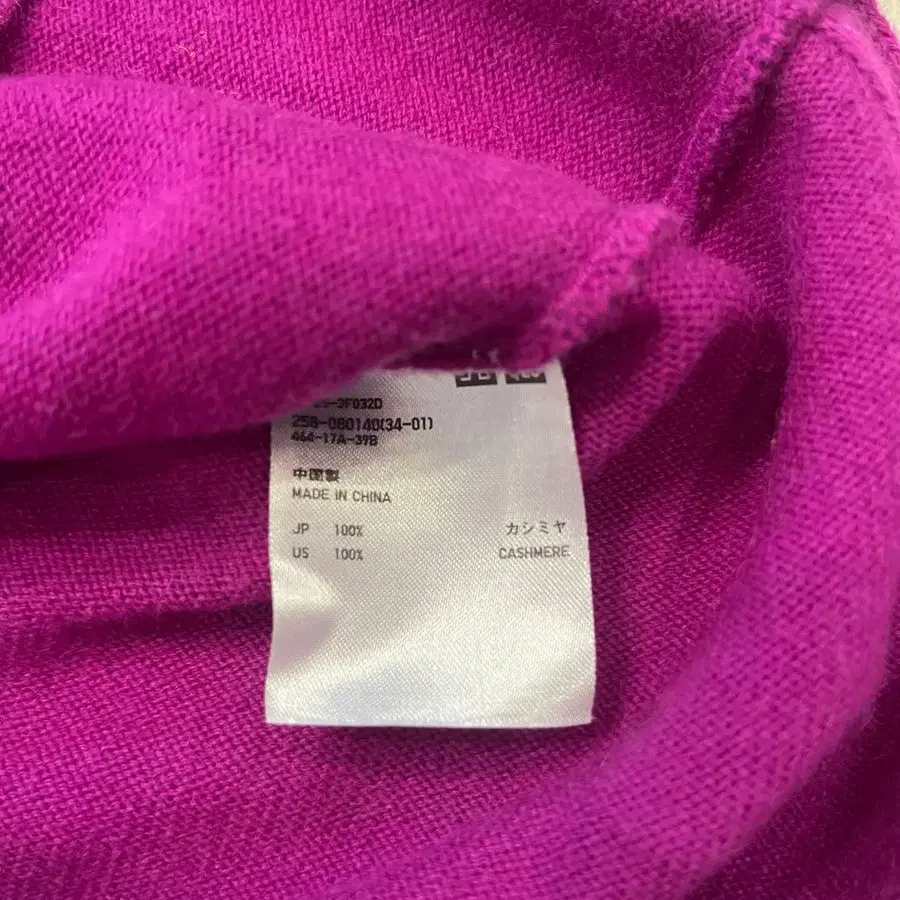 258-080140(34-01)
464-17A-39B
中国製
MADE IN CHINA
JP 100% カシミヤ
US 100% CASHMERE